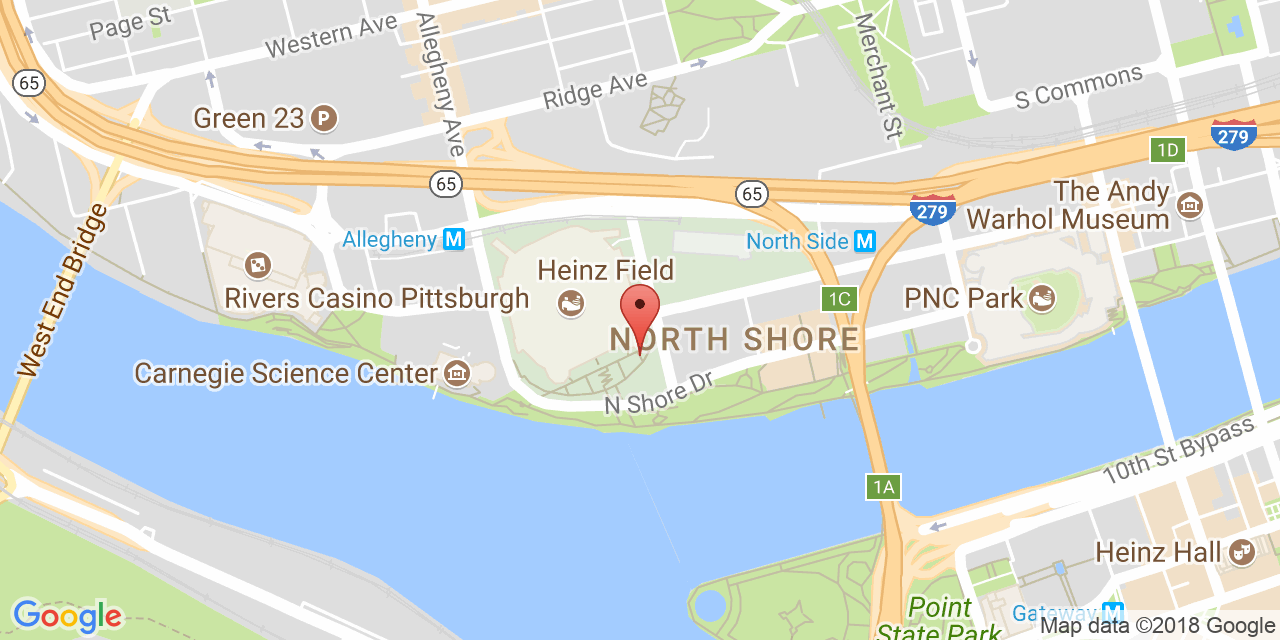 Page St
Western Ave
Allegheny Ave
Merchant St
S Commons
65
Ridge Ave
Green 23 P
279
1D
65
65
The Andy
Warhol Museum
279
West End Bridge
Allegheny M
North Side M
Heinz Field
Rivers Casino Pittsburgh
1C
PNC Park
NORTH SHORE
Carnegie Science Center
N Shore Dr
10th St Bypass
1A
Heinz Hall
Point
State Park
Gateway M
Google
Map data ©2018 Google